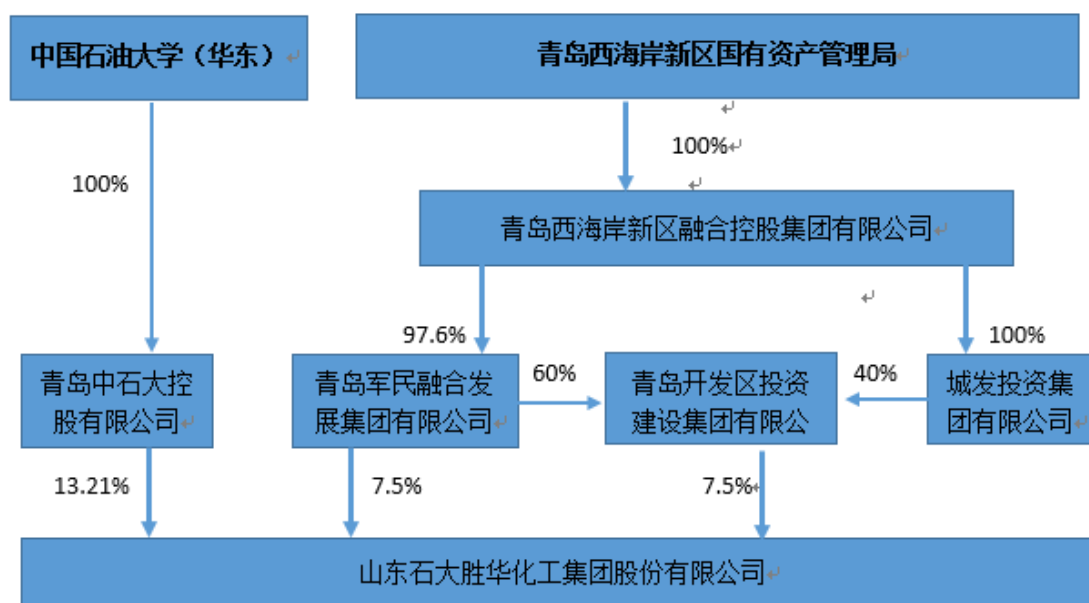 中国石油大学（华东）
青岛西海岸新区国有资产管理局
100%
100%
青岛西海岸新区融合控股集团有限公司
97.6%
100%
青岛中石大控
股有限公司
青岛军民融合发
展集团有限公司
60%
青岛开发区投资
建设集团有限公
40%
城发投资集
团有限公司
13.21%
7.5%
7.5%
山东石大胜华化工集团股份有限公司